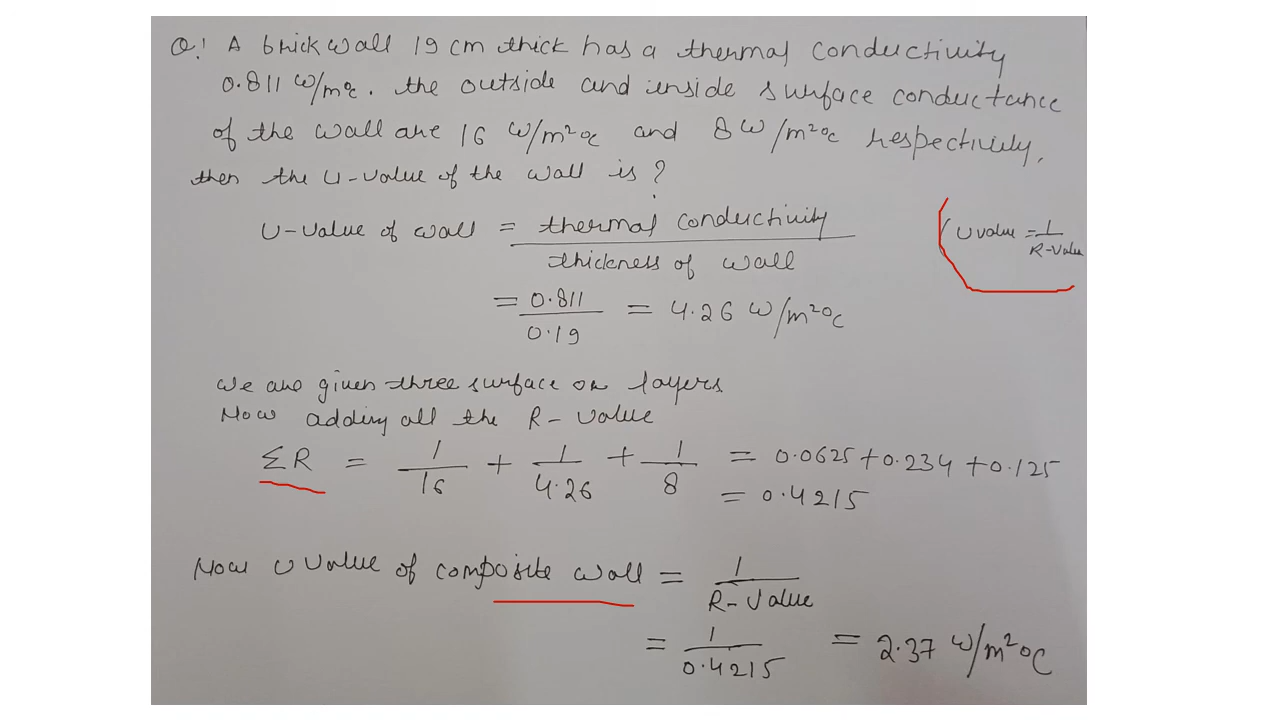 Q! A brick wall 19 cm thick has a thermal conductivity
0.811 W/m°c. the outside and inside surface conductance
of the wall are 16 W/m²°c and 8W/m²°c respectively,
then the U-value of the wall is?
U-value of wall = thermal conductivity / thickness of wall
(U value = 1/R-value
= 0.811/0.19 = 4.26 W/m²°c
We are given three surface or layers
Now adding all the R-value
ΣR = 1/16 + 1/4.26 + 1/8 = 0.0625+0.234+0.125
= 0.4215
Now U value of composite wall = 1/R-value
= 1/0.4215 = 2.37 W/m²°C